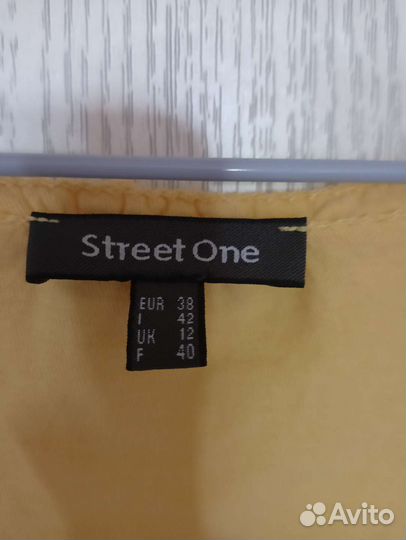 Street One
EUR 38
I 42
UK 12
F 40
Avito